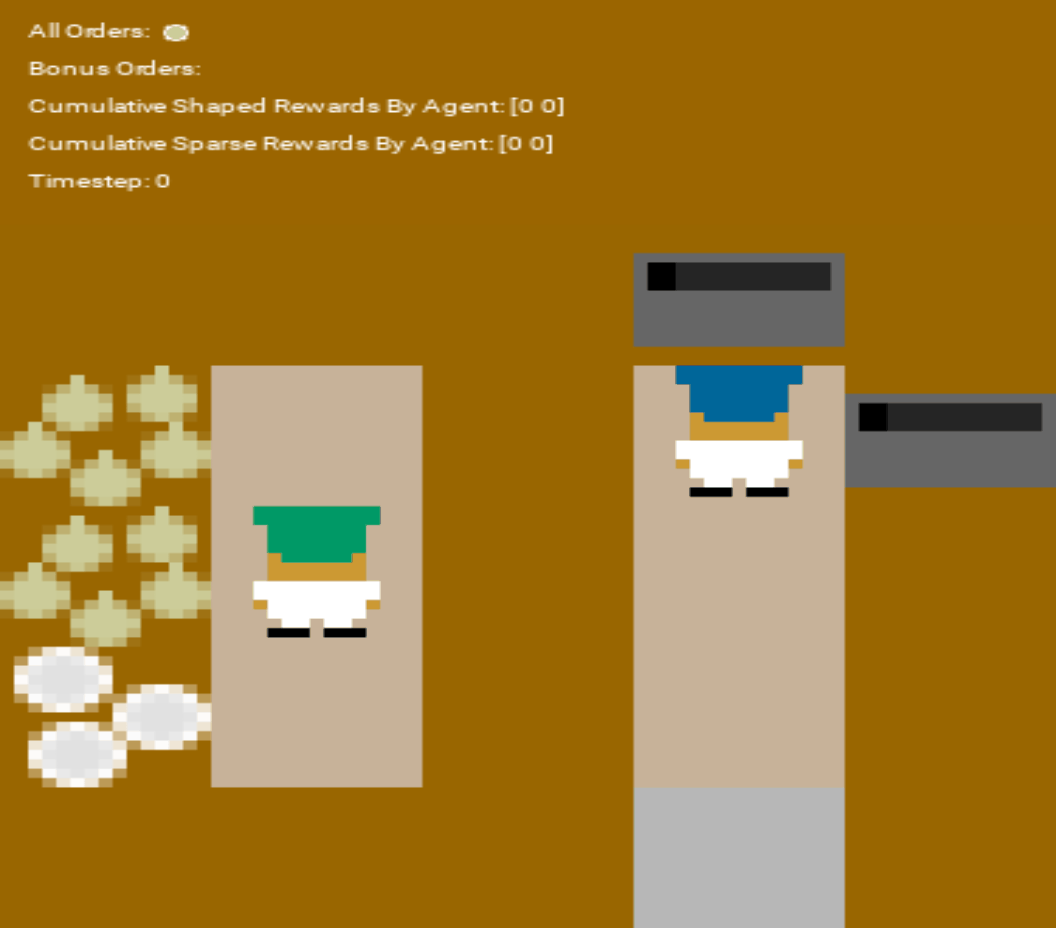 All Orders:
Bonus Orders:
Cumulative Shaped Rewards By Agent: [0 0]
Cumulative Sparse Rewards By Agent: [0 0]
Timestep: 0